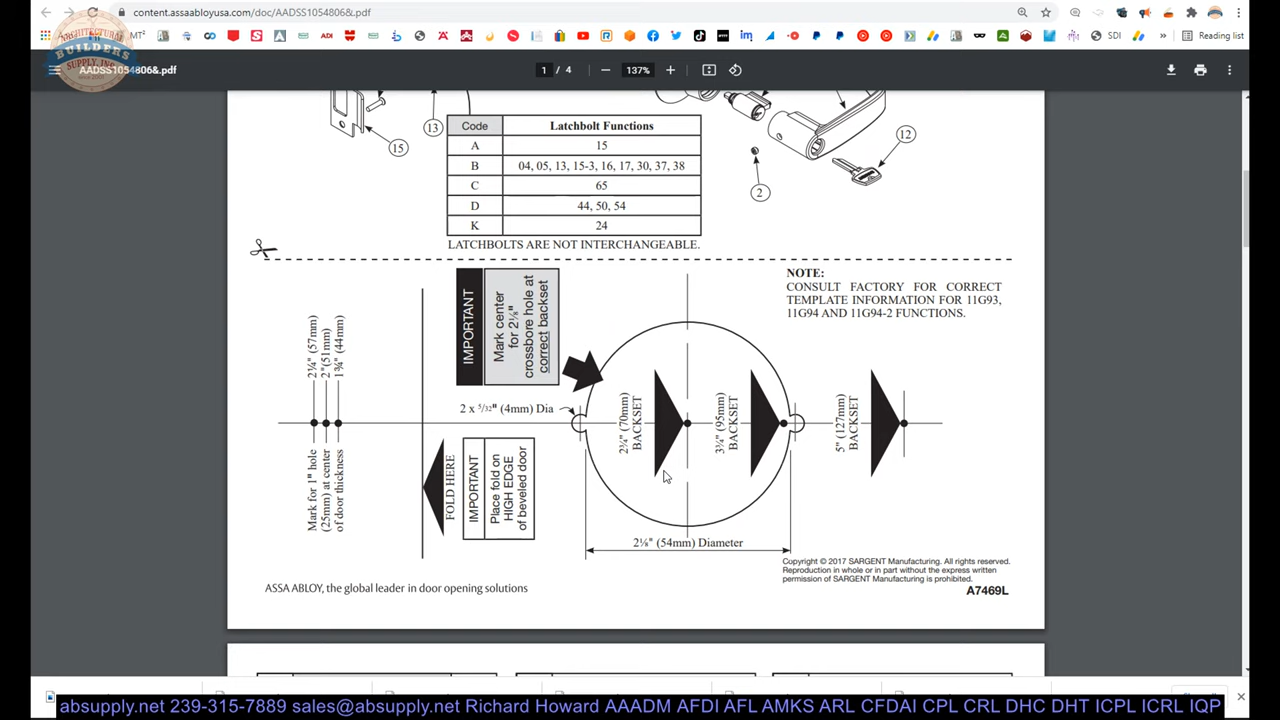 content.assaabloyusa.com/doc/AADSS1054806&.pdf
MT²
ADI
SDI
Reading list
ARCHITECTURAL
BUILDERS
SUPPLY, INC.
AADSS1054806&.pdf
1 / 4
137%
15
13
12
2
Code Latchbolt Functions
A 15
B 04, 05, 13, 15-3, 16, 17, 30, 37, 38
C 65
D 44, 50, 54
K 24
LATCHBOLTS ARE NOT INTERCHANGEABLE.
NOTE:
CONSULT FACTORY FOR CORRECT
TEMPLATE INFORMATION FOR 11G93,
11G94 AND 11G94-2 FUNCTIONS.
2¼" (57mm)
2"(51mm)
1¾" (44mm)
Mark for 1" hole
(25mm) at center
of door thickness
IMPORTANT
Mark center
for 2⅛"
crossbore hole at
correct backset
2 x 5/32" (4mm) Dia
FOLD HERE
IMPORTANT
Place fold on
HIGH EDGE
of beveled door
2¾" (70mm)
BACKSET
3¾" (95mm)
BACKSET
5" (127mm)
BACKSET
2⅛" (54mm) Diameter
Copyright © 2017 SARGENT Manufacturing. All rights reserved.
Reproduction in whole or in part without the express written
permission of SARGENT Manufacturing is prohibited.
A7469L
ASSA ABLOY, the global leader in door opening solutions
absupply.net 239-315-7889 sales@absupply.net Richard Howard AAADM AFDI AFL AMKS ARL CFDAI CPL CRL DHC DHT ICPL ICRL IQP